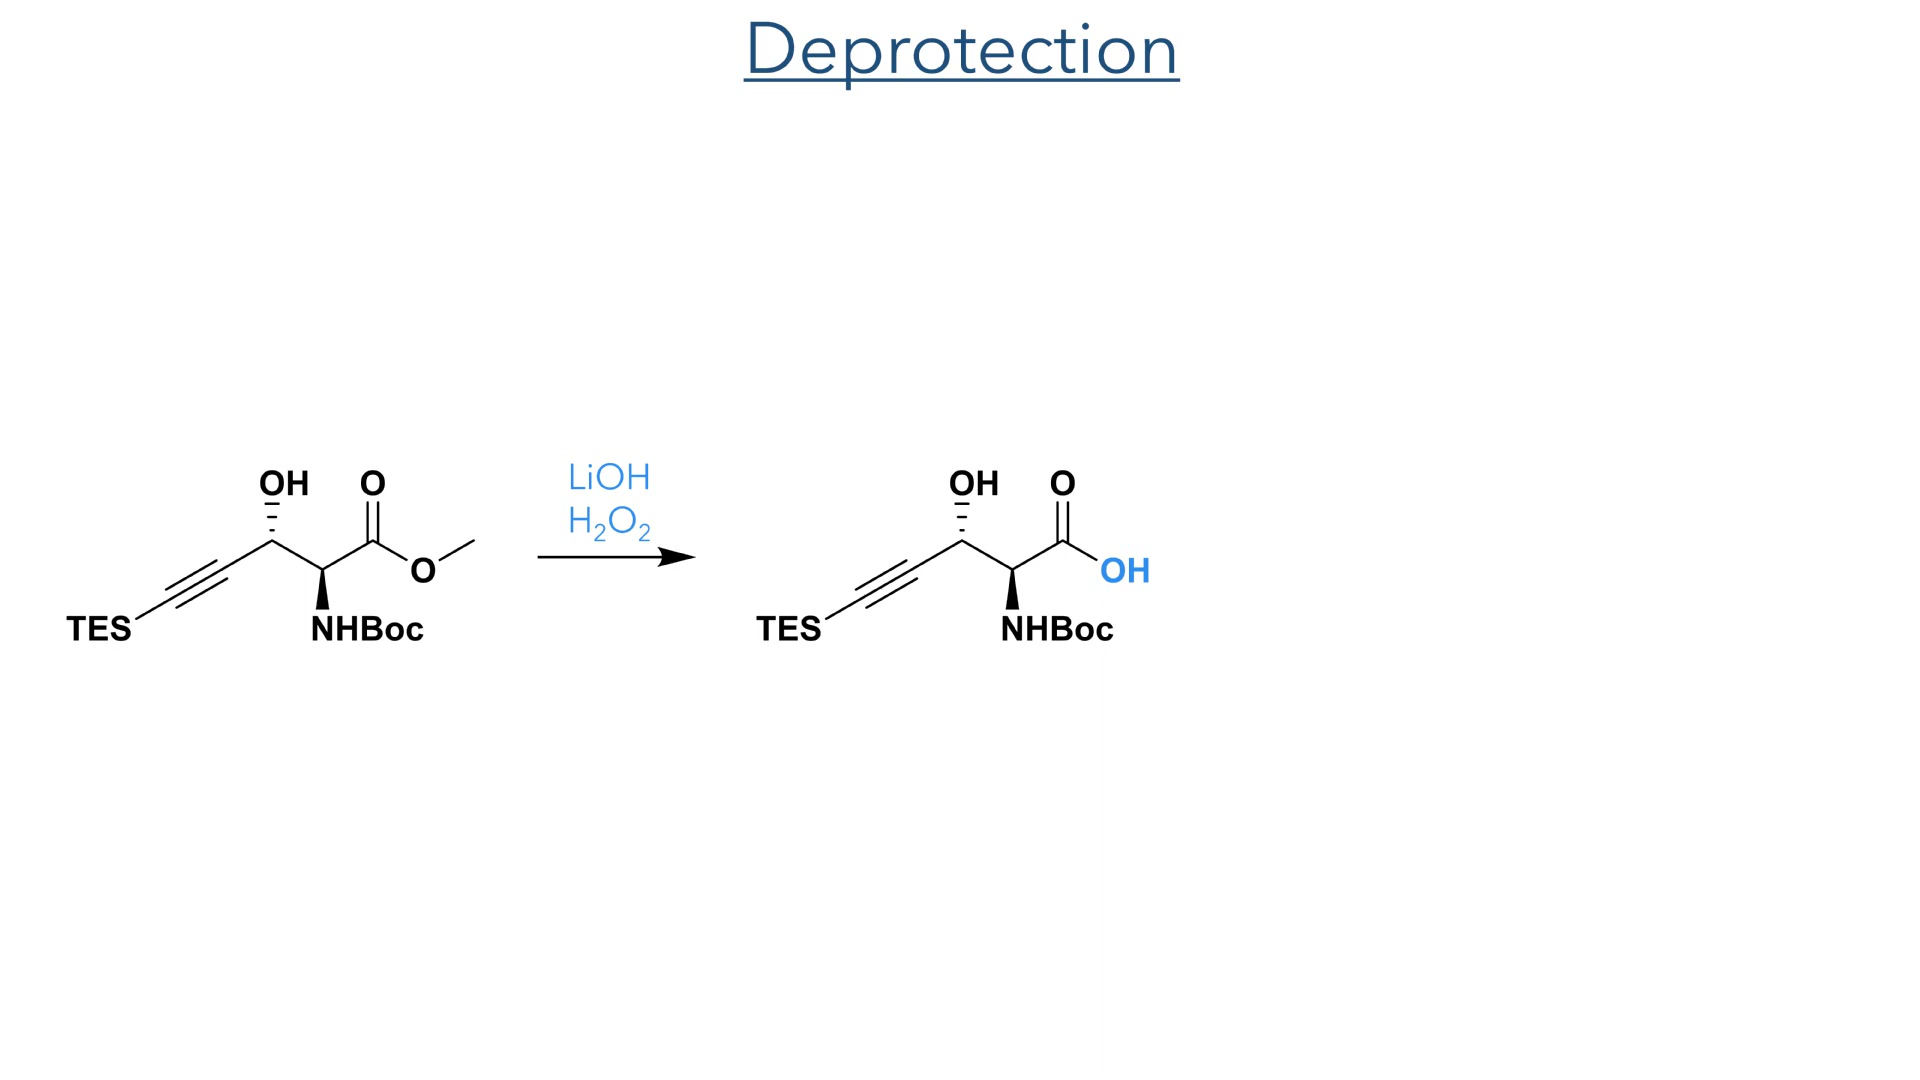 Deprotection
OH O
O
TES
NHBoc
LiOH
H₂O₂
OH O
OH
TES
NHBoc